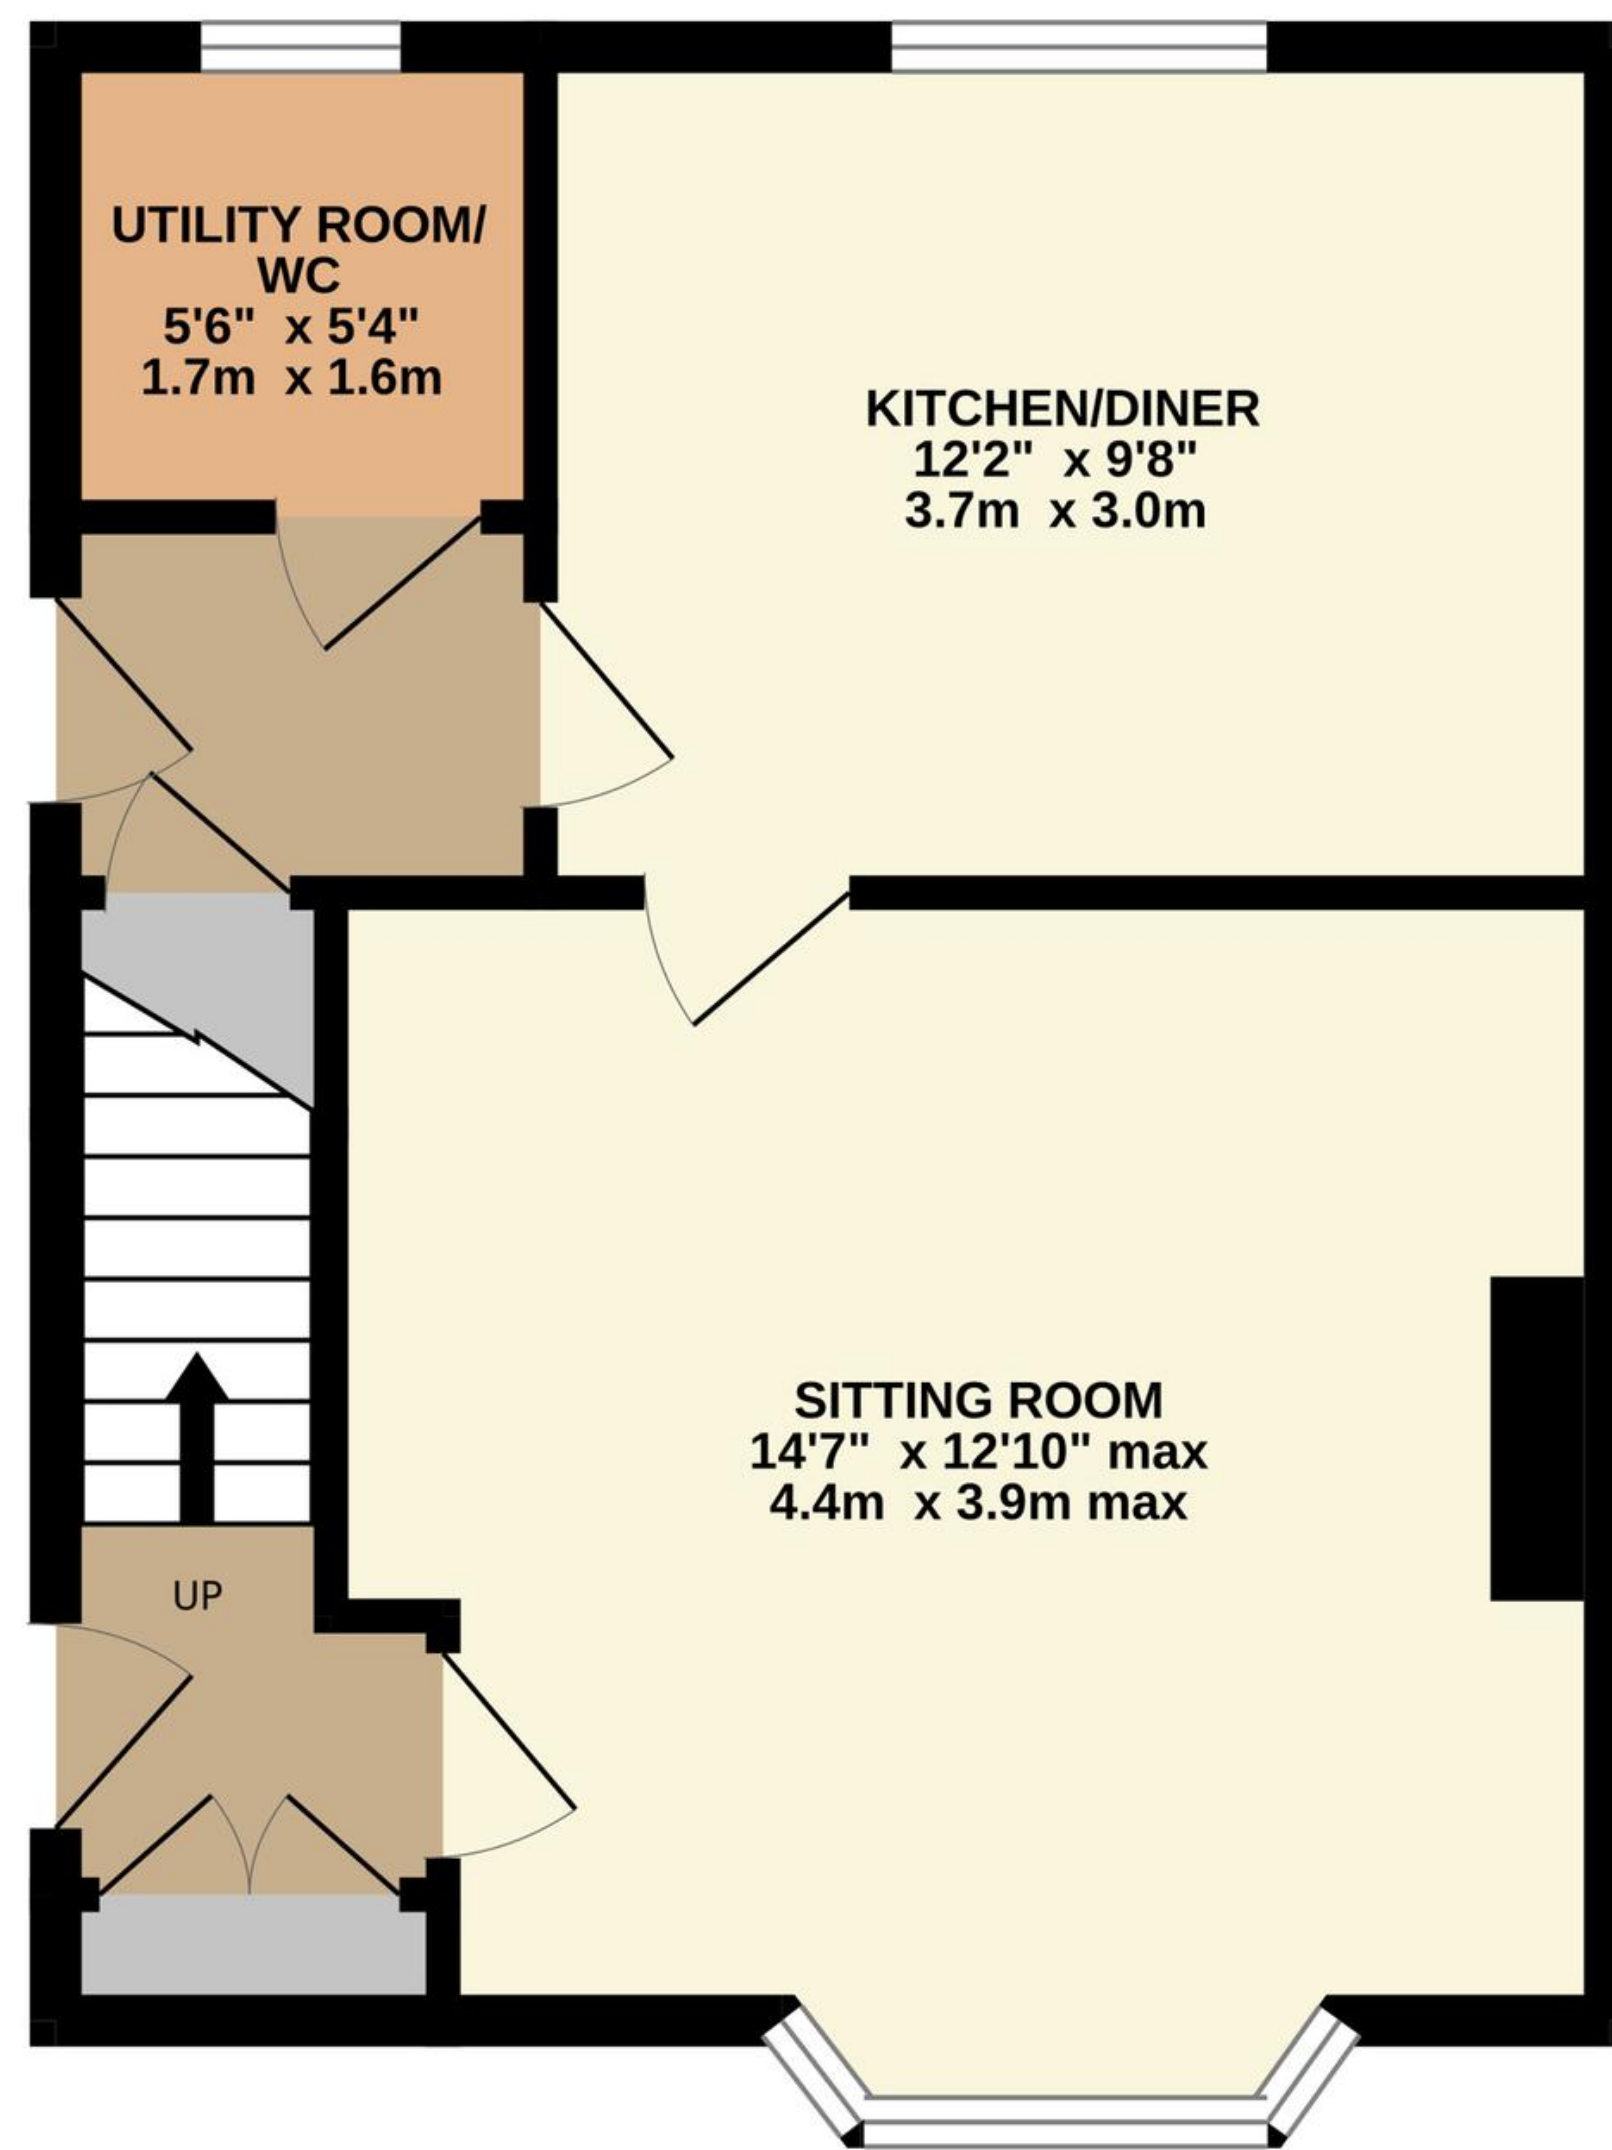 UTILITY ROOM/
WC
5'6" x 5'4"
1.7m x 1.6m
KITCHEN/DINER
12'2" x 9'8"
3.7m x 3.0m
SITTING ROOM
14'7" x 12'10" max
4.4m x 3.9m max
UP